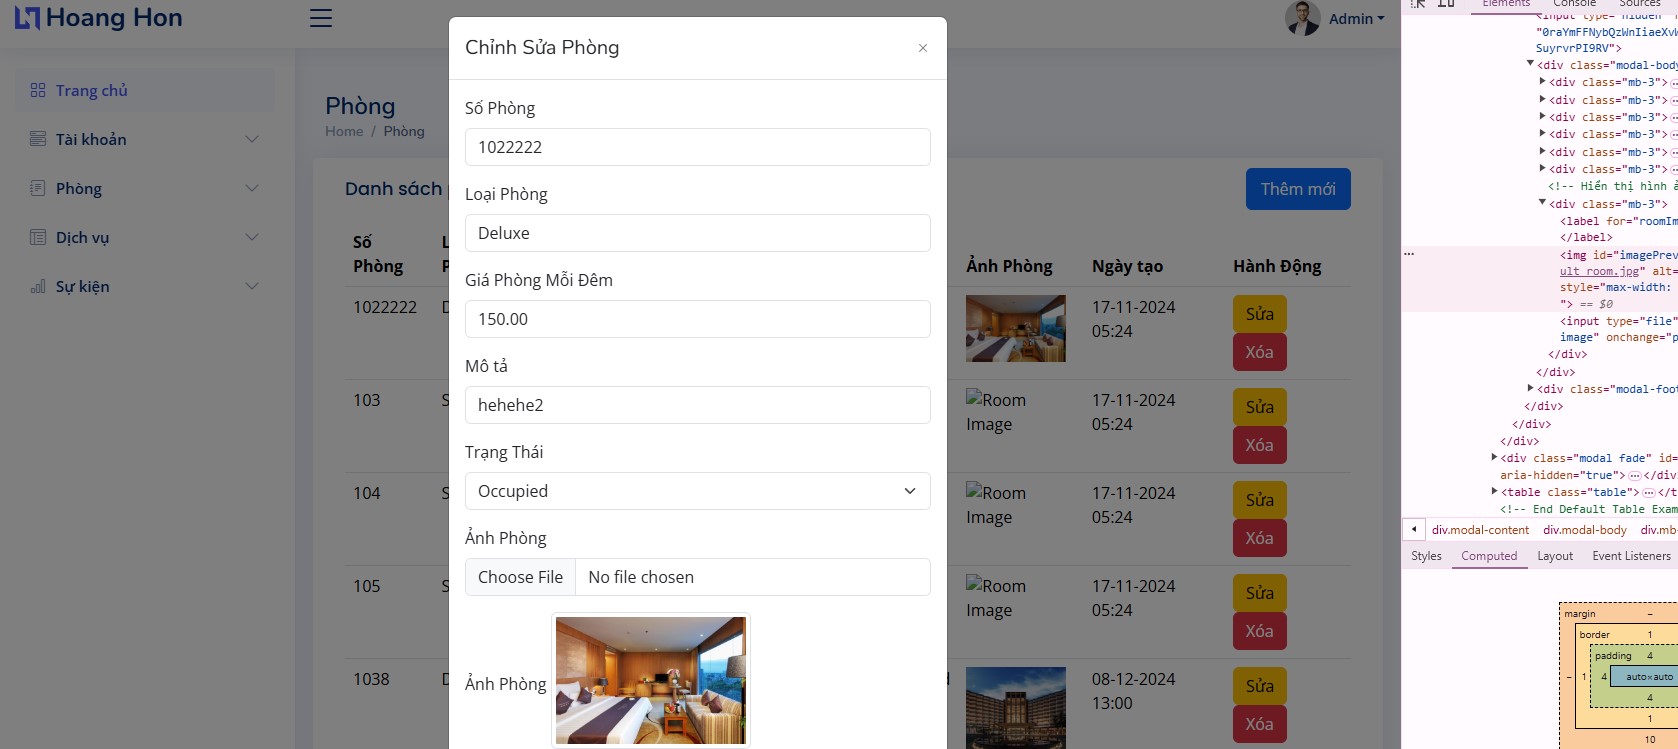 Hoang Hon
Admin
Trang chủ
Tài khoản
Phòng
Dịch vụ
Sự kiện
Phòng
Home / Phòng
Danh sách
Thêm mới
Số Phòng
Ảnh Phòng
Ngày tạo
Hành Động
1022222
17-11-2024 05:24
Sửa
Xóa
103
Room Image
17-11-2024 05:24
Sửa
Xóa
104
Room Image
17-11-2024 05:24
Sửa
Xóa
105
Room Image
17-11-2024 05:24
Sửa
Xóa
1038
08-12-2024 13:00
Sửa
Xóa
Chỉnh Sửa Phòng
×
Số Phòng
1022222
Loại Phòng
Deluxe
Giá Phòng Mỗi Đêm
150.00
Mô tả
hehehe2
Trạng Thái
Occupied
Ảnh Phòng
Choose File No file chosen
Ảnh Phòng
Elements Console Sources
SuyrvrPI9RV">
<div class="modal-body
<div class="mb-3">
<div class="mb-3">
<div class="mb-3">
<div class="mb-3">
<div class="mb-3">
<div class="mb-3">
<!-- Hiển thị hình ả
<div class="mb-3">
<label for="roomIm
</label>
<img id="imagePrev
ult_room.jpg" alt=
style="max-width:
"> == $0
<input type="file"
image" onchange="p
</div>
</div>
<div class="modal-foot
</div>
</div>
</div>
<div class="modal fade" id=
aria-hidden="true"> </div>
<table class="table"> </t
<!-- End Default Table Exam
div.modal-content div.modal-body div.mb-
Styles Computed Layout Event Listeners
margin –
border 1
padding 4
– 1 4 auto×auto
4
1
10